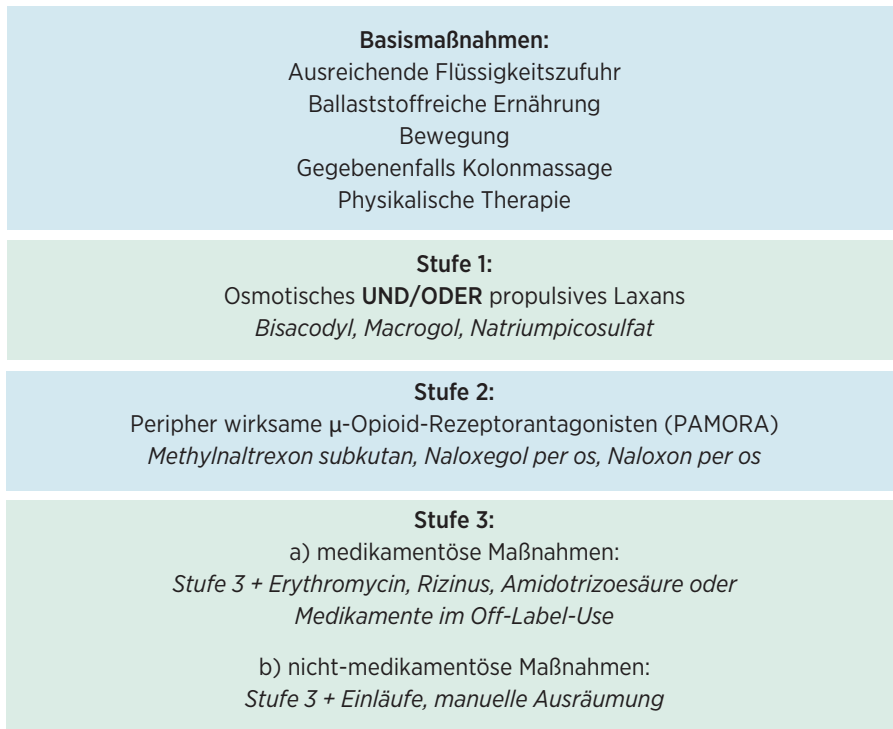 Basismaßnahmen:
Ausreichende Flüssigkeitszufuhr
Ballaststoffreiche Ernährung
Bewegung
Gegebenenfalls Kolonmassage
Physikalische Therapie
Stufe 1:
Osmotisches UND/ODER propulsives Laxans
Bisacodyl, Macrogol, Natriumpicosulfat
Stufe 2:
Peripher wirksame μ-Opioid-Rezeptorantagonisten (PAMORA)
Methylnaltrexon subkutan, Naloxegol per os, Naloxon per os
Stufe 3:
a) medikamentöse Maßnahmen:
Stufe 3 + Erythromycin, Rizinus, Amidotrizoesäure oder
Medikamente im Off-Label-Use
b) nicht-medikamentöse Maßnahmen:
Stufe 3 + Einläufe, manuelle Ausräumung